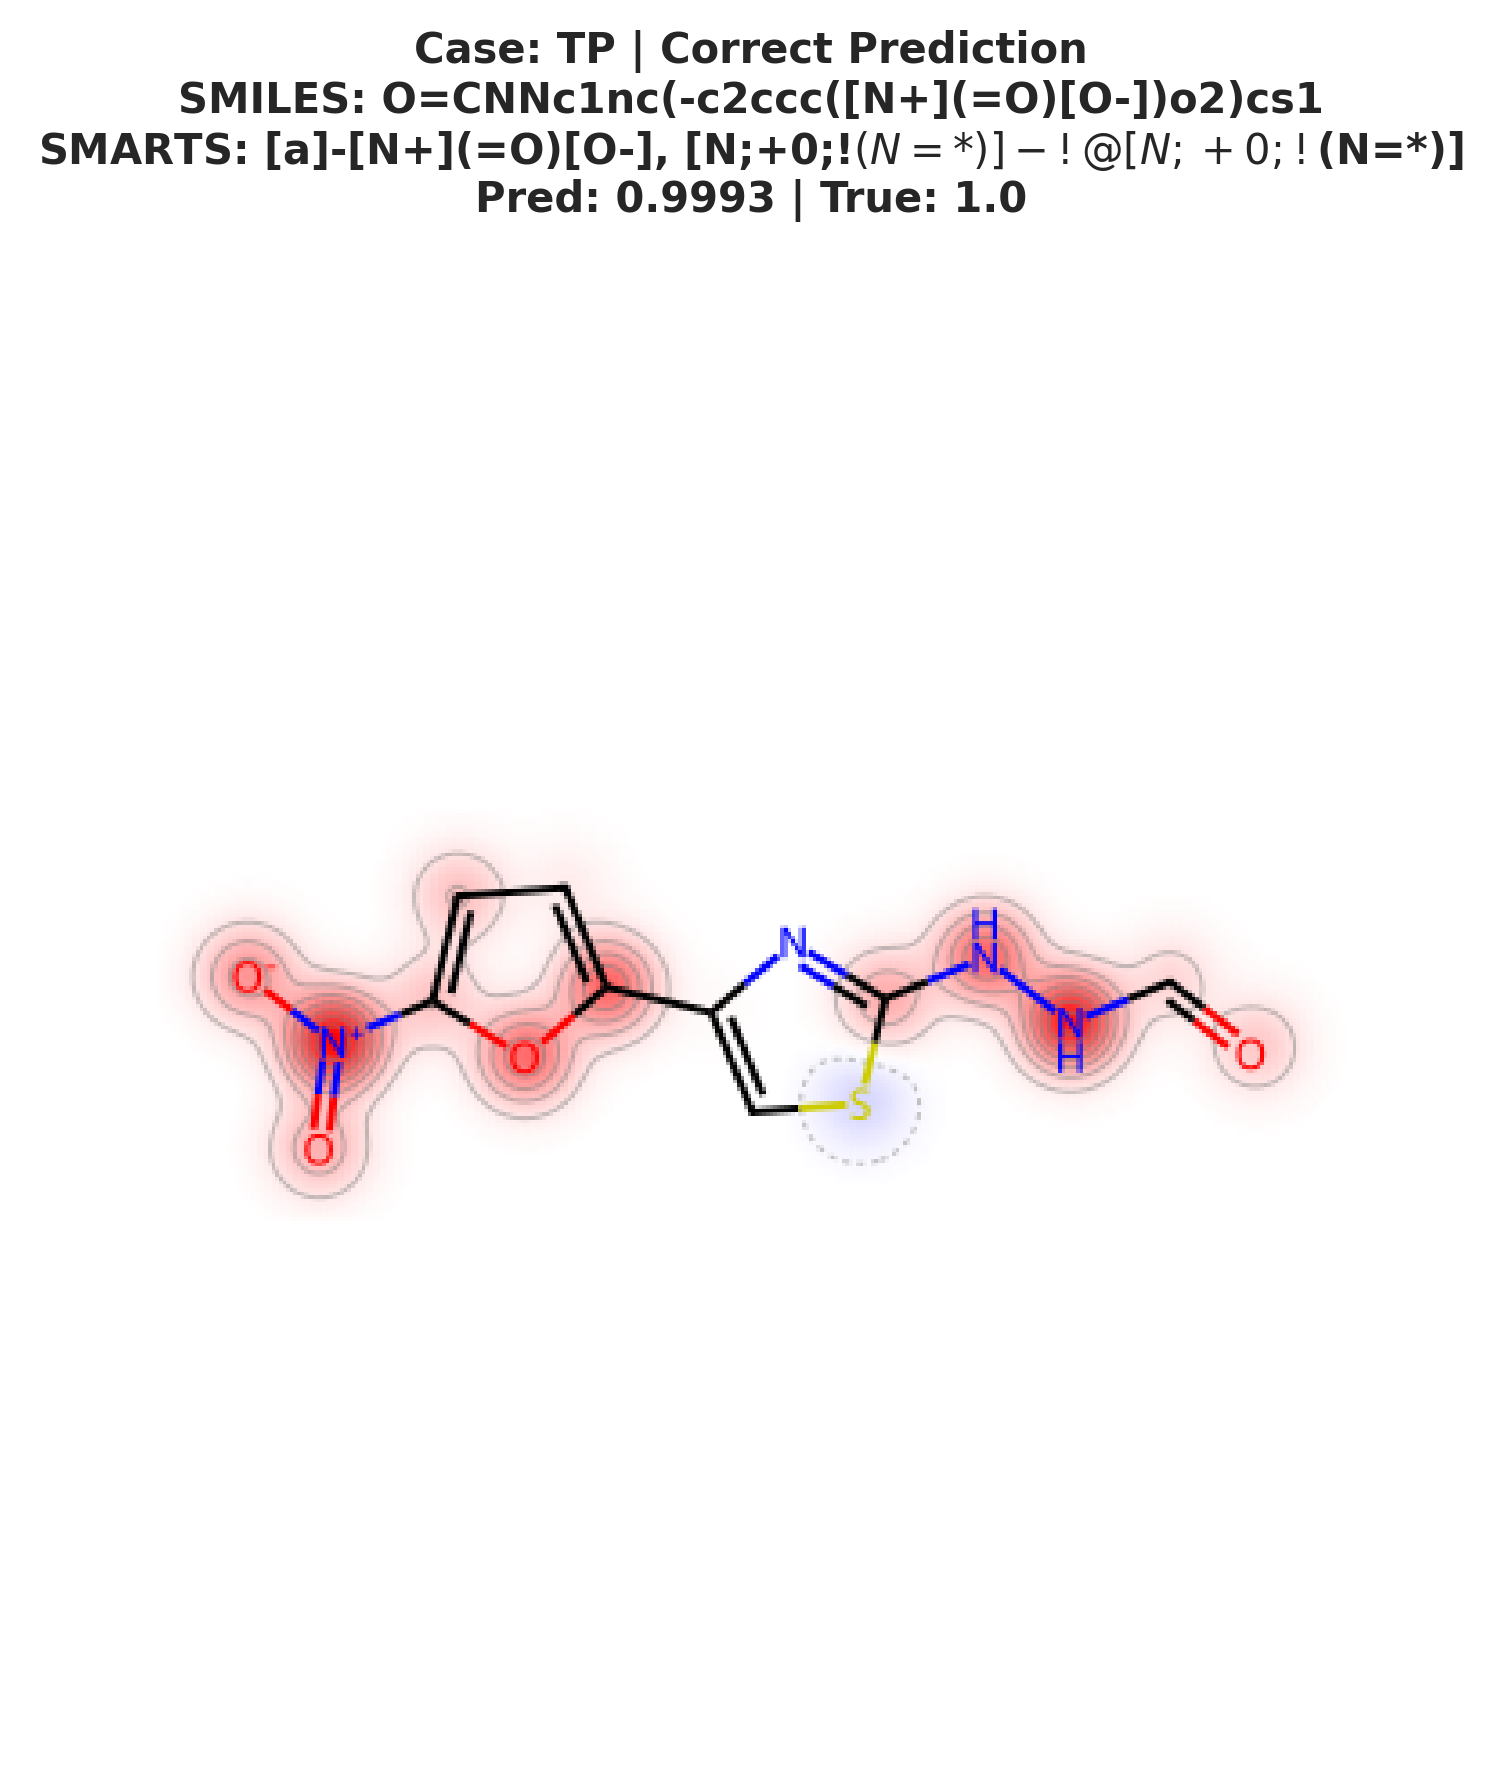 Case: TP | Correct Prediction
SMILES: O=CNNc1nc(-c2ccc([N+](=O)[O-])o2)cs1
SMARTS: [a]-[N+](=O)[O-], [N;+0;!(N = *)] − ! @[N; + 0; ! (N=*)]
Pred: 0.9993 | True: 1.0
H
N
N
O⁻
N⁺
N
H
O
O
S
O